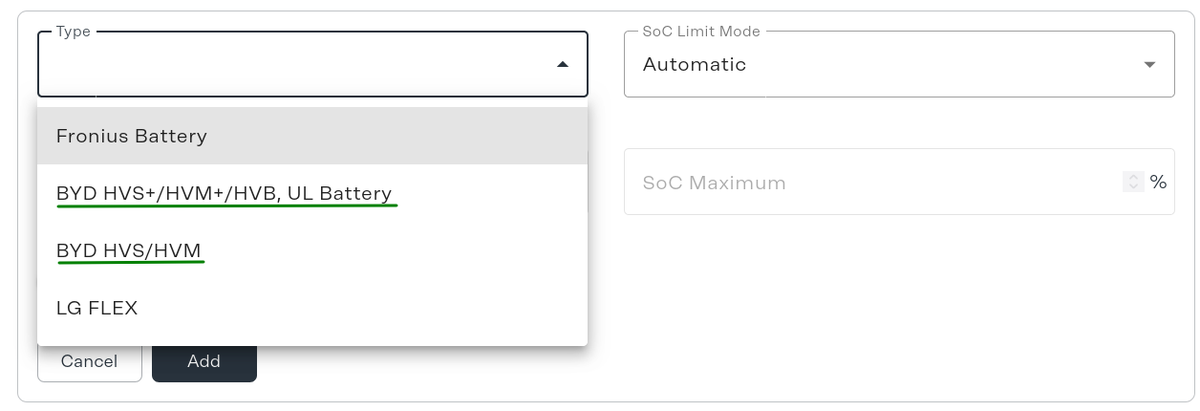 Type
SoC Limit Mode
Automatic
Fronius Battery
BYD HVS+/HVM+/HVB, UL Battery
SoC Maximum
%
BYD HVS/HVM
LG FLEX
Cancel
Add